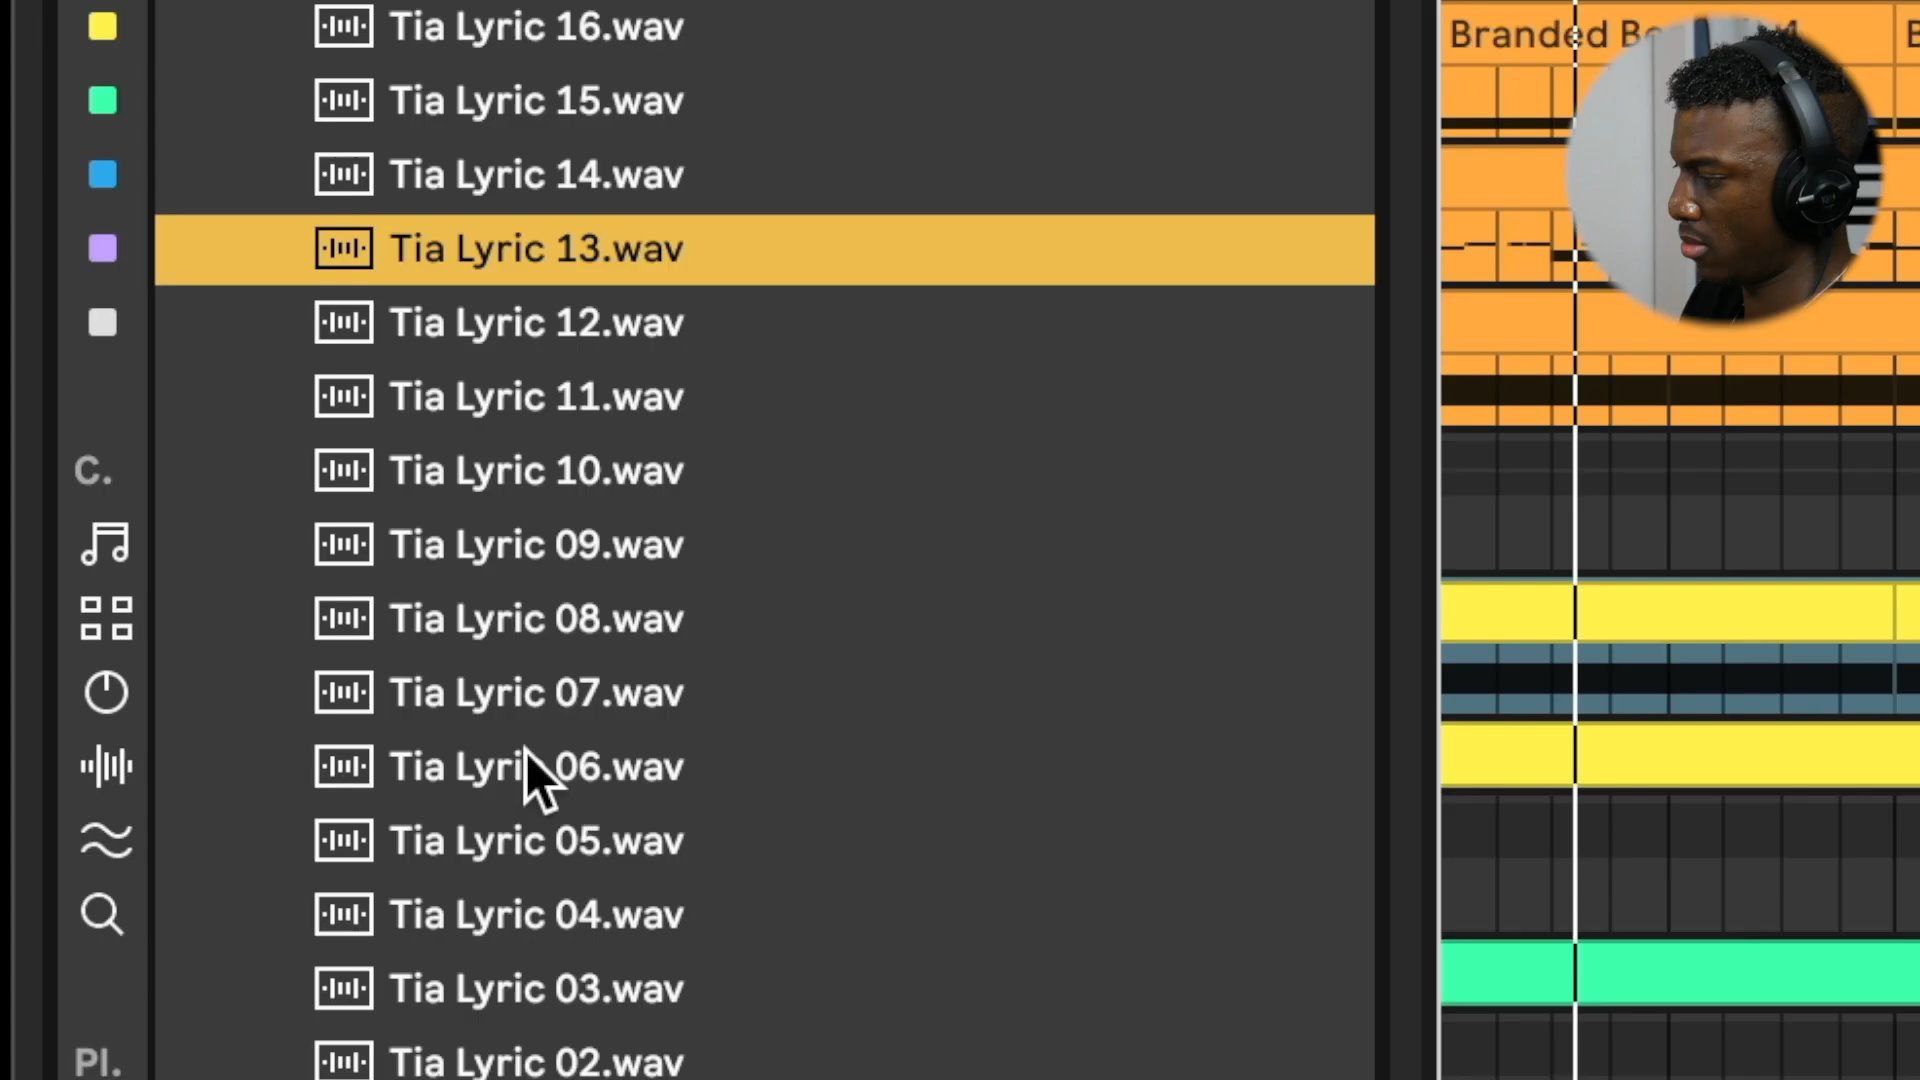 Tia Lyric 16.wav
Tia Lyric 15.wav
Tia Lyric 14.wav
Tia Lyric 13.wav
Tia Lyric 12.wav
Tia Lyric 11.wav
C.
Tia Lyric 10.wav
Tia Lyric 09.wav
Tia Lyric 08.wav
Tia Lyric 07.wav
Tia Lyric 06.wav
Tia Lyric 05.wav
Tia Lyric 04.wav
Tia Lyric 03.wav
Pl.
Tia Lyric 02.wav
Branded